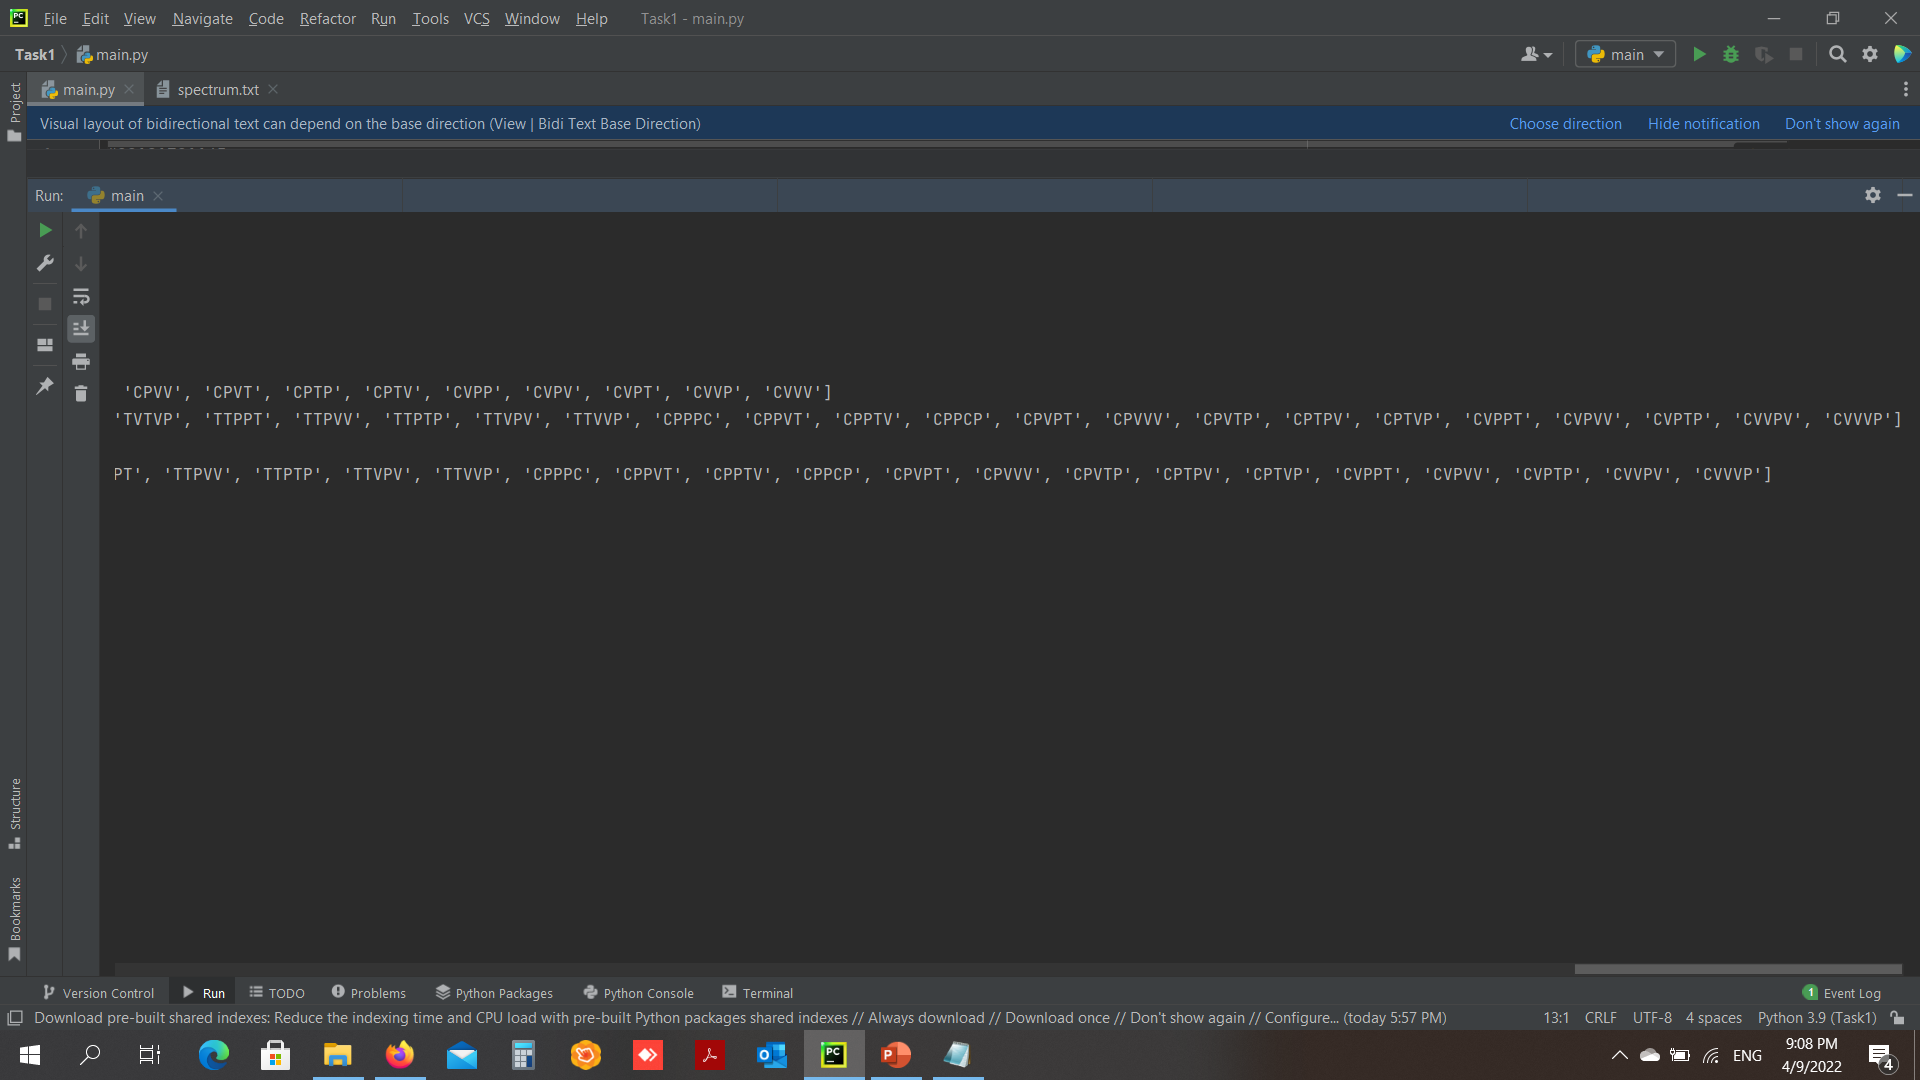 File Edit View Navigate Code Refactor Run Tools VCS Window Help Task1 - main.py
Task1 main.py main
main.py spectrum.txt
Project
Visual layout of bidirectional text can depend on the base direction (View | Bidi Text Base Direction) Choose direction Hide notification Don't show again
Run: main
'CPVV', 'CPVT', 'CPTP', 'CPTV', 'CVPP', 'CVPV', 'CVPT', 'CVVP', 'CVVV']
'TVTVP', 'TTPPT', 'TTPVV', 'TTPTP', 'TTVPV', 'TTVVP', 'CPPPC', 'CPPVT', 'CPPTV', 'CPPCP', 'CPVPT', 'CPVVV', 'CPVTP', 'CPTPV', 'CPTVP', 'CVPPT', 'CVPVV', 'CVPTP', 'CVVPV', 'CVVVP']
PT', 'TTPVV', 'TTPTP', 'TTVPV', 'TTVVP', 'CPPPC', 'CPPVT', 'CPPTV', 'CPPCP', 'CPVPT', 'CPVVV', 'CPVTP', 'CPTPV', 'CPTVP', 'CVPPT', 'CVPVV', 'CVPTP', 'CVVPV', 'CVVVP']
Structure
Bookmarks
Version Control Run TODO Problems Python Packages Python Console Terminal 1 Event Log
Download pre-built shared indexes: Reduce the indexing time and CPU load with pre-built Python packages shared indexes // Always download // Download once // Don't show again // Configure... (today 5:57 PM) 13:1 CRLF UTF-8 4 spaces Python 3.9 (Task1)
ENG 9:08 PM
4/9/2022 4